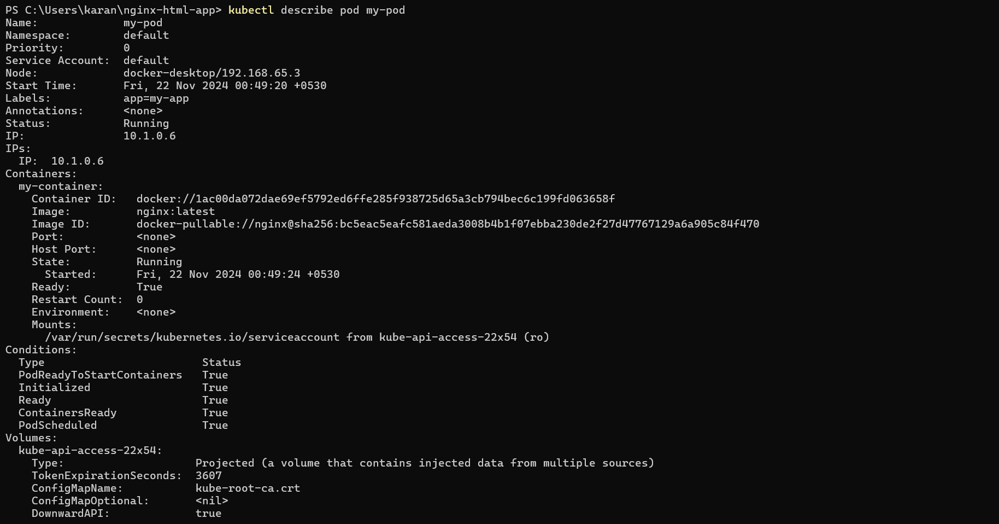 PS C:\Users\karan\nginx-html-app> kubectl describe pod my-pod
Name:             my-pod
Namespace:        default
Priority:         0
Service Account:  default
Node:             docker-desktop/192.168.65.3
Start Time:       Fri, 22 Nov 2024 00:49:20 +0530
Labels:           app=my-app
Annotations:      <none>
Status:           Running
IP:               10.1.0.6
IPs:
  IP:  10.1.0.6
Containers:
  my-container:
    Container ID:   docker://1ac00da072dae69ef5792ed6ffe285f938725d65a3cb794bec6c199fd063658f
    Image:          nginx:latest
    Image ID:       docker-pullable://nginx@sha256:bc5eac5eafc581aeda3008b4b1f07ebba230de2f27d47767129a6a905c84f470
    Port:           <none>
    Host Port:      <none>
    State:          Running
      Started:      Fri, 22 Nov 2024 00:49:24 +0530
    Ready:          True
    Restart Count:  0
    Environment:    <none>
    Mounts:
      /var/run/secrets/kubernetes.io/serviceaccount from kube-api-access-22x54 (ro)
Conditions:
  Type                        Status
  PodReadyToStartContainers   True
  Initialized                 True
  Ready                       True
  ContainersReady             True
  PodScheduled                True
Volumes:
  kube-api-access-22x54:
    Type:                    Projected (a volume that contains injected data from multiple sources)
    TokenExpirationSeconds:  3607
    ConfigMapName:           kube-root-ca.crt
    ConfigMapOptional:       <nil>
    DownwardAPI:             true